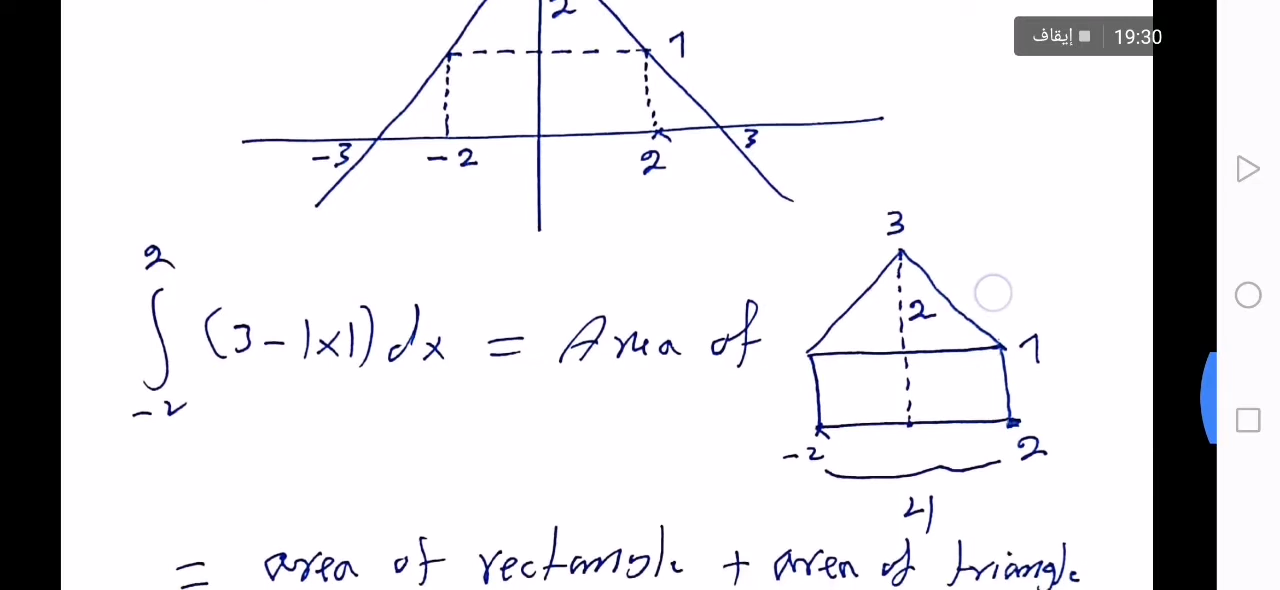 2
إيقاف 19:30
1
-3 -2 2 3
3
2
∫ (3-|x|) dx = Area of
-2
2
1
-2 2
4
= area of rectangle + area of triangle